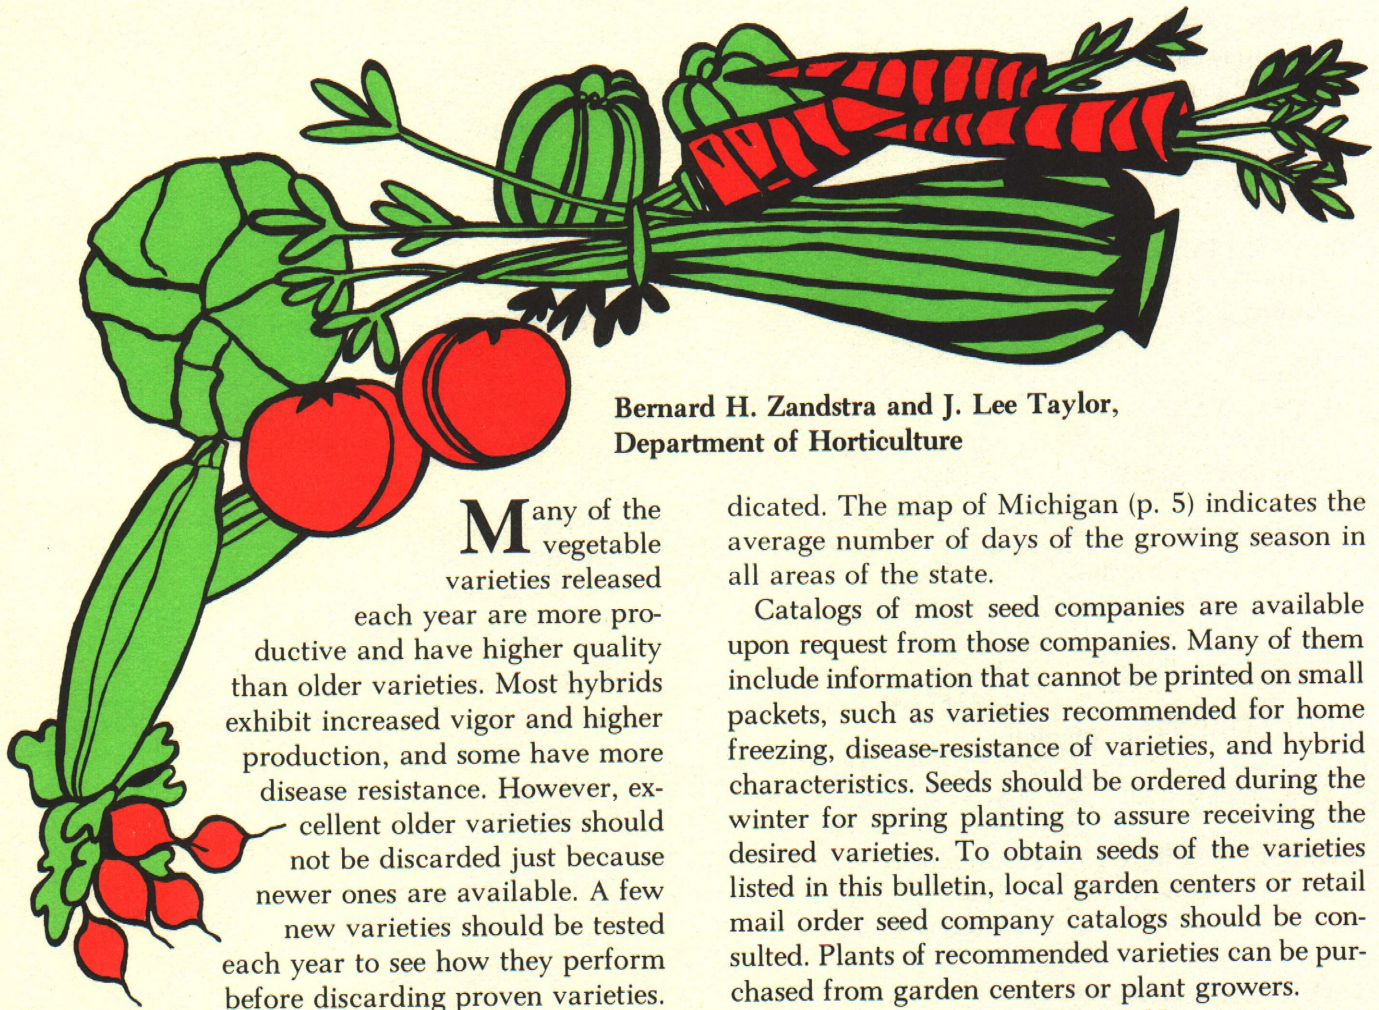 Bernard H. Zandstra and J. Lee Taylor,
Department of Horticulture
Many of the
vegetable
varieties released
each year are more pro-
ductive and have higher quality
than older varieties. Most hybrids
exhibit increased vigor and higher
production, and some have more
disease resistance. However, ex-
cellent older varieties should
not be discarded just because
newer ones are available. A few
new varieties should be tested
each year to see how they perform
before discarding proven varieties.
dicated. The map of Michigan (p. 5) indicates the
average number of days of the growing season in
all areas of the state.
Catalogs of most seed companies are available
upon request from those companies. Many of them
include information that cannot be printed on small
packets, such as varieties recommended for home
freezing, disease-resistance of varieties, and hybrid
characteristics. Seeds should be ordered during the
winter for spring planting to assure receiving the
desired varieties. To obtain seeds of the varieties
listed in this bulletin, local garden centers or retail
mail order seed company catalogs should be con-
sulted. Plants of recommended varieties can be pur-
chased from garden centers or plant growers.